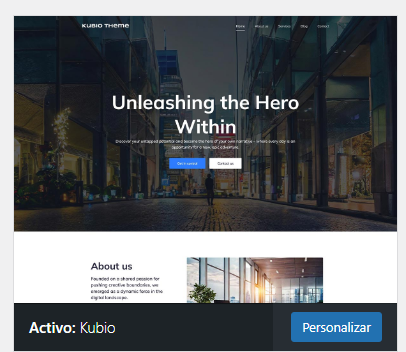 KUBIO THEME
Home About us Services Blog Contact
Unleashing the Hero
Within
Discover your untapped potential and become the hero of your own narrative – where every day is an
opportunity for a new epic adventure.
Get started Contact us
About us
Founded on a shared passion for
pushing creative boundaries, we
emerged as a dynamic force in the
digital landscape.
Activo: Kubio
Personalizar